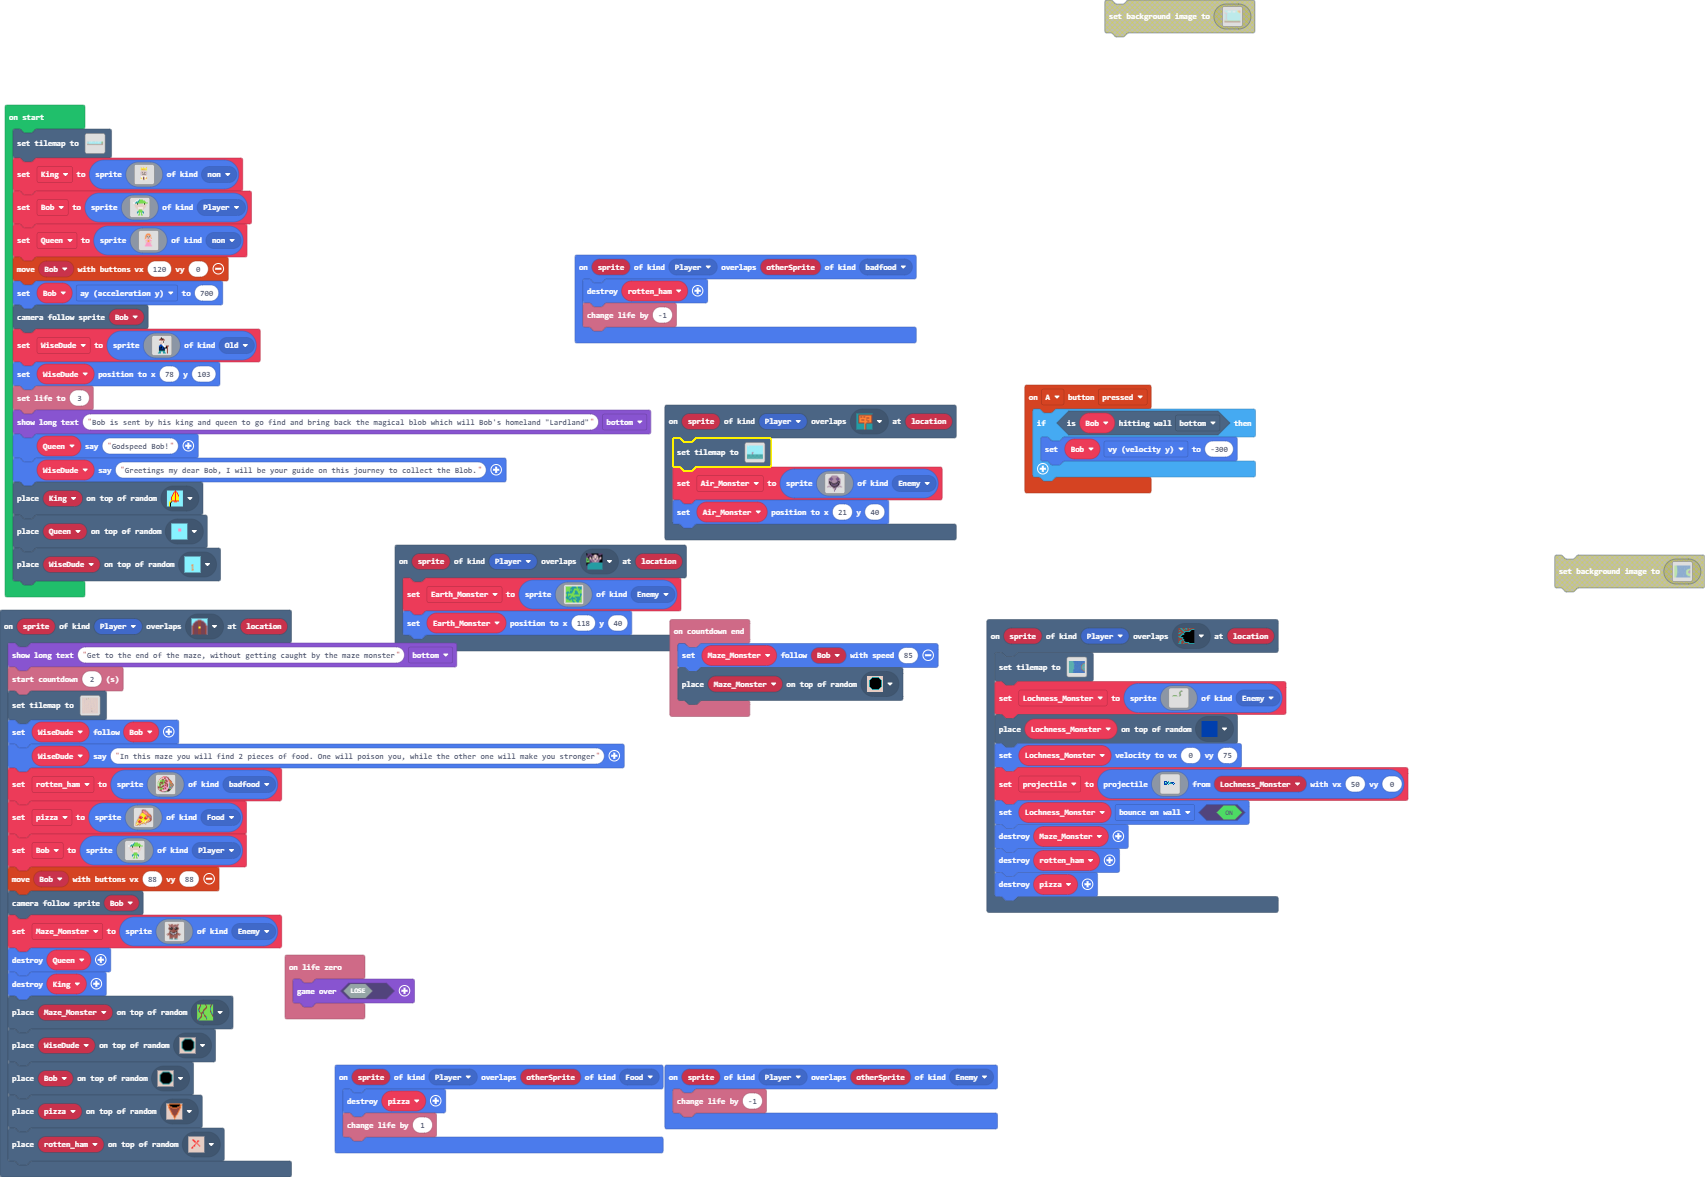 set background image to
on start
set tilemap to
set King to sprite of kind non
set Bob to sprite of kind Player
set Queen to sprite of kind non
move Bob with buttons vx 120 vy 0
set Bob ay (acceleration y) to 700
camera follow sprite Bob
set WiseDude to sprite of kind Old
set WiseDude position to x 78 y 103
set life to 3
show long text "Bob is sent by his king and queen to go find and bring back the magical blob which will Bob's homeland "Lardland"" bottom
Queen say "Godspeed Bob!"
WiseDude say "Greetings my dear Bob, I will be your guide on this journey to collect the Blob."
place King on top of random
place Queen on top of random
place WiseDude on top of random
on sprite of kind Player overlaps otherSprite of kind badfood
destroy rotten_ham
change life by -1
on sprite of kind Player overlaps at location
set tilemap to
set Air_Monster to sprite of kind Enemy
set Air_Monster position to x 21 y 40
on A button pressed
if is Bob hitting wall bottom then
set Bob vy (velocity y) to -300
on sprite of kind Player overlaps at location
set Earth_Monster to sprite of kind Enemy
set Earth_Monster position to x 118 y 40
set background image to
on sprite of kind Player overlaps at location
show long text "Get to the end of the maze, without getting caught by the maze monster" bottom
start countdown 2 (s)
set tilemap to
set WiseDude follow Bob
WiseDude say "In this maze you will find 2 pieces of food. One will poison you, while the other one will make you stronger"
set rotten_ham to sprite of kind badfood
set pizza to sprite of kind Food
set Bob to sprite of kind Player
move Bob with buttons vx 88 vy 88
camera follow sprite Bob
set Maze_Monster to sprite of kind Enemy
destroy Queen
destroy King
place Maze_Monster on top of random
place WiseDude on top of random
place Bob on top of random
place pizza on top of random
place rotten_ham on top of random
on countdown end
set Maze_Monster follow Bob with speed 85
place Maze_Monster on top of random
on sprite of kind Player overlaps at location
set tilemap to
set Lochness_Monster to sprite of kind Enemy
place Lochness_Monster on top of random
set Lochness_Monster velocity to vx 0 vy 75
set projectile to projectile from Lochness_Monster with vx 50 vy 0
set Lochness_Monster bounce on wall ON
destroy Maze_Monster
destroy rotten_ham
destroy pizza
on life zero
game over LOSE
on sprite of kind Player overlaps otherSprite of kind Food
destroy pizza
change life by 1
on sprite of kind Player overlaps otherSprite of kind Enemy
change life by -1